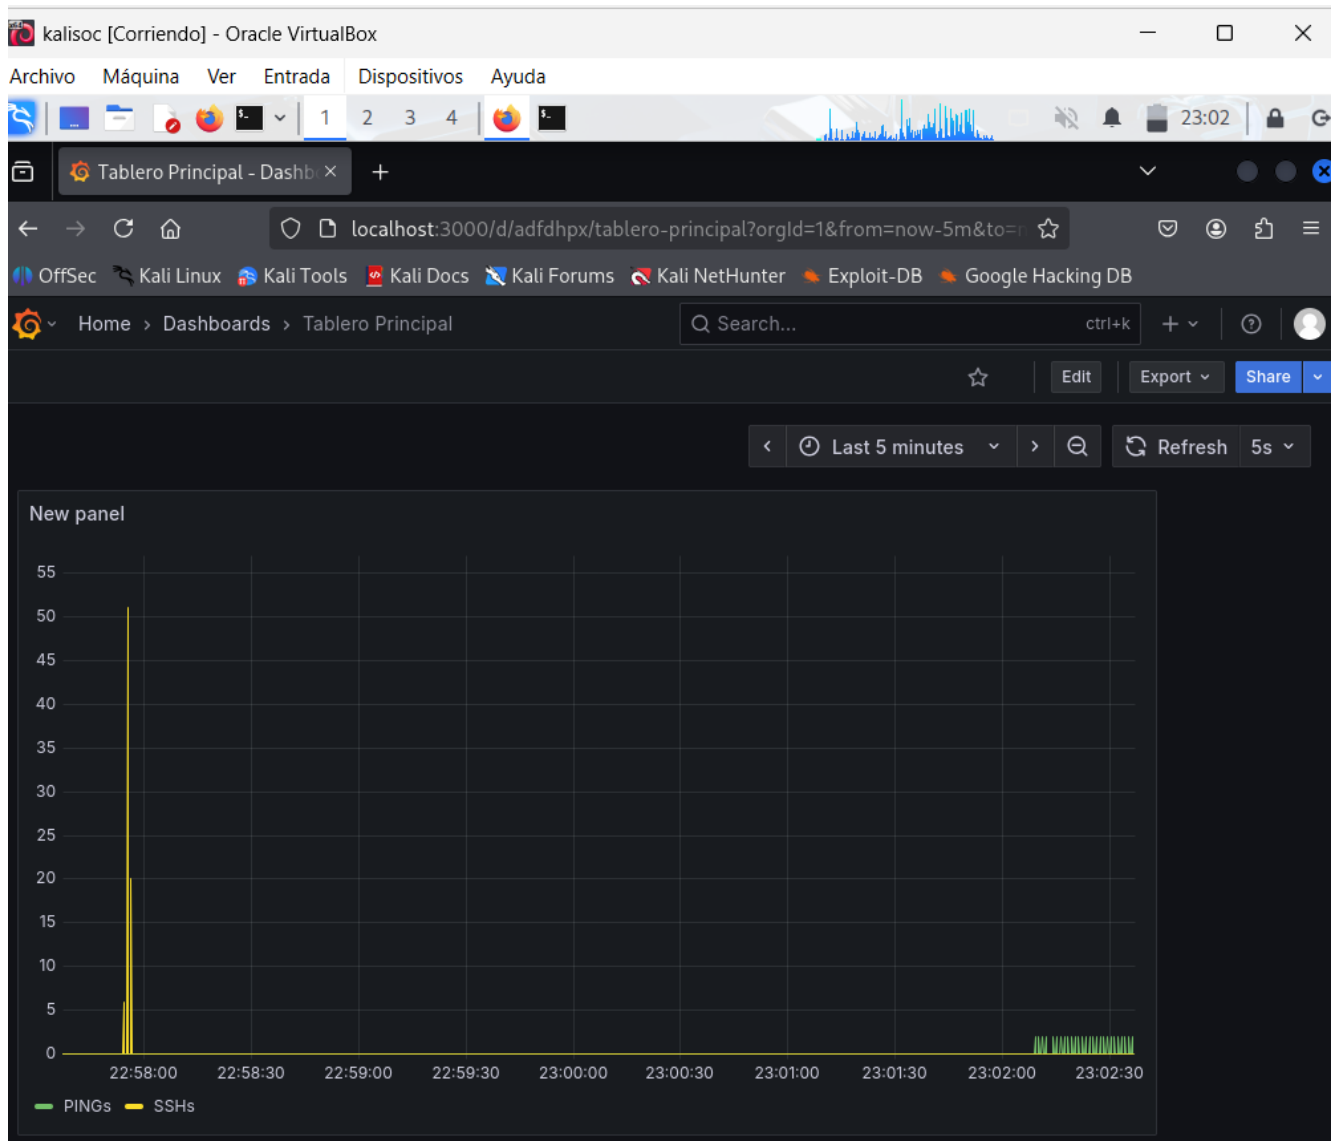 kalisoc [Corriendo] - Oracle VirtualBox
Archivo Máquina Ver Entrada Dispositivos Ayuda
1 2 3 4 23:02
Tablero Principal - Dashb
localhost:3000/d/adfdhpx/tablero-principal?orgId=1&from=now-5m&to=
OffSec Kali Linux Kali Tools Kali Docs Kali Forums Kali NetHunter Exploit-DB Google Hacking DB
Home › Dashboards › Tablero Principal Search... ctrl+k
Edit Export Share
Last 5 minutes Refresh 5s
New panel
55
50
45
40
35
30
25
20
15
10
5
0
22:58:00 22:58:30 22:59:00 22:59:30 23:00:00 23:00:30 23:01:00 23:01:30 23:02:00 23:02:30
PINGs SSHs